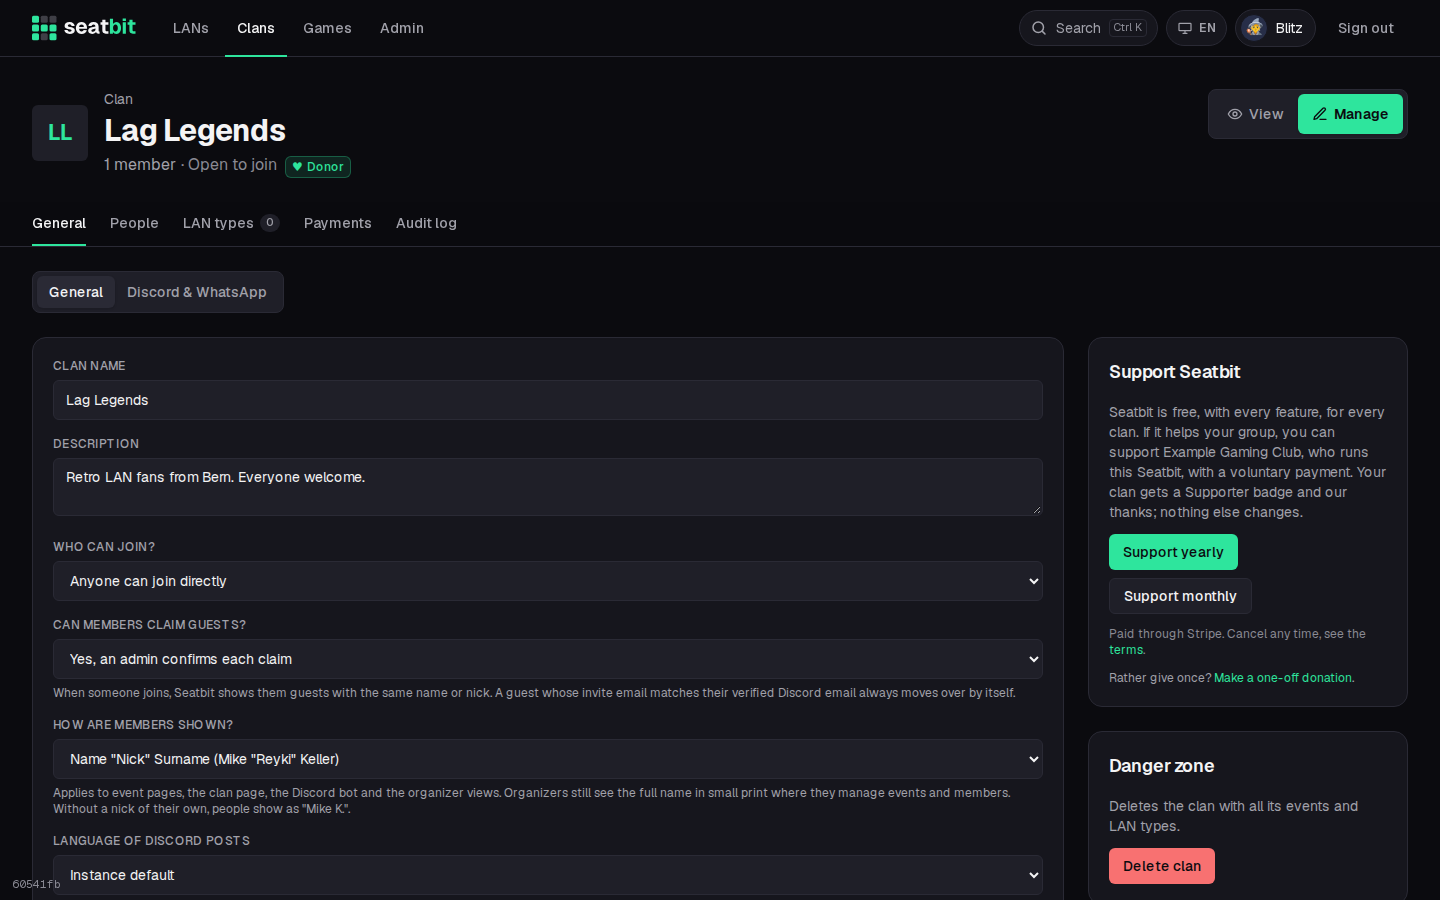 seatbit
LANs
Clans
Games
Admin
Search
Ctrl K
EN
Blitz
Sign out
LL
Clan
Lag Legends
1 member · Open to join
♥ Donor
View
Manage
General
People
LAN types 0
Payments
Audit log
General
Discord & WhatsApp
CLAN NAME
Lag Legends
DESCRIPTION
Retro LAN fans from Bern. Everyone welcome.
WHO CAN JOIN?
Anyone can join directly
CAN MEMBERS CLAIM GUESTS?
Yes, an admin confirms each claim
When someone joins, Seatbit shows them guests with the same name or nick. A guest whose invite email matches their verified Discord email always moves over by itself.
HOW ARE MEMBERS SHOWN?
Name "Nick" Surname (Mike "Reyki" Keller)
Applies to event pages, the clan page, the Discord bot and the organizer views. Organizers still see the full name in small print where they manage events and members.
Without a nick of their own, people show as "Mike K.".
LANGUAGE OF DISCORD POSTS
Instance default
60541fb
Support Seatbit
Seatbit is free, with every feature, for every
clan. If it helps your group, you can
support Example Gaming Club, who runs
this Seatbit, with a voluntary payment. Your
clan gets a Supporter badge and our
thanks; nothing else changes.
Support yearly
Support monthly
Paid through Stripe. Cancel any time, see the
terms.
Rather give once? Make a one-off donation.
Danger zone
Deletes the clan with all its events and
LAN types.
Delete clan